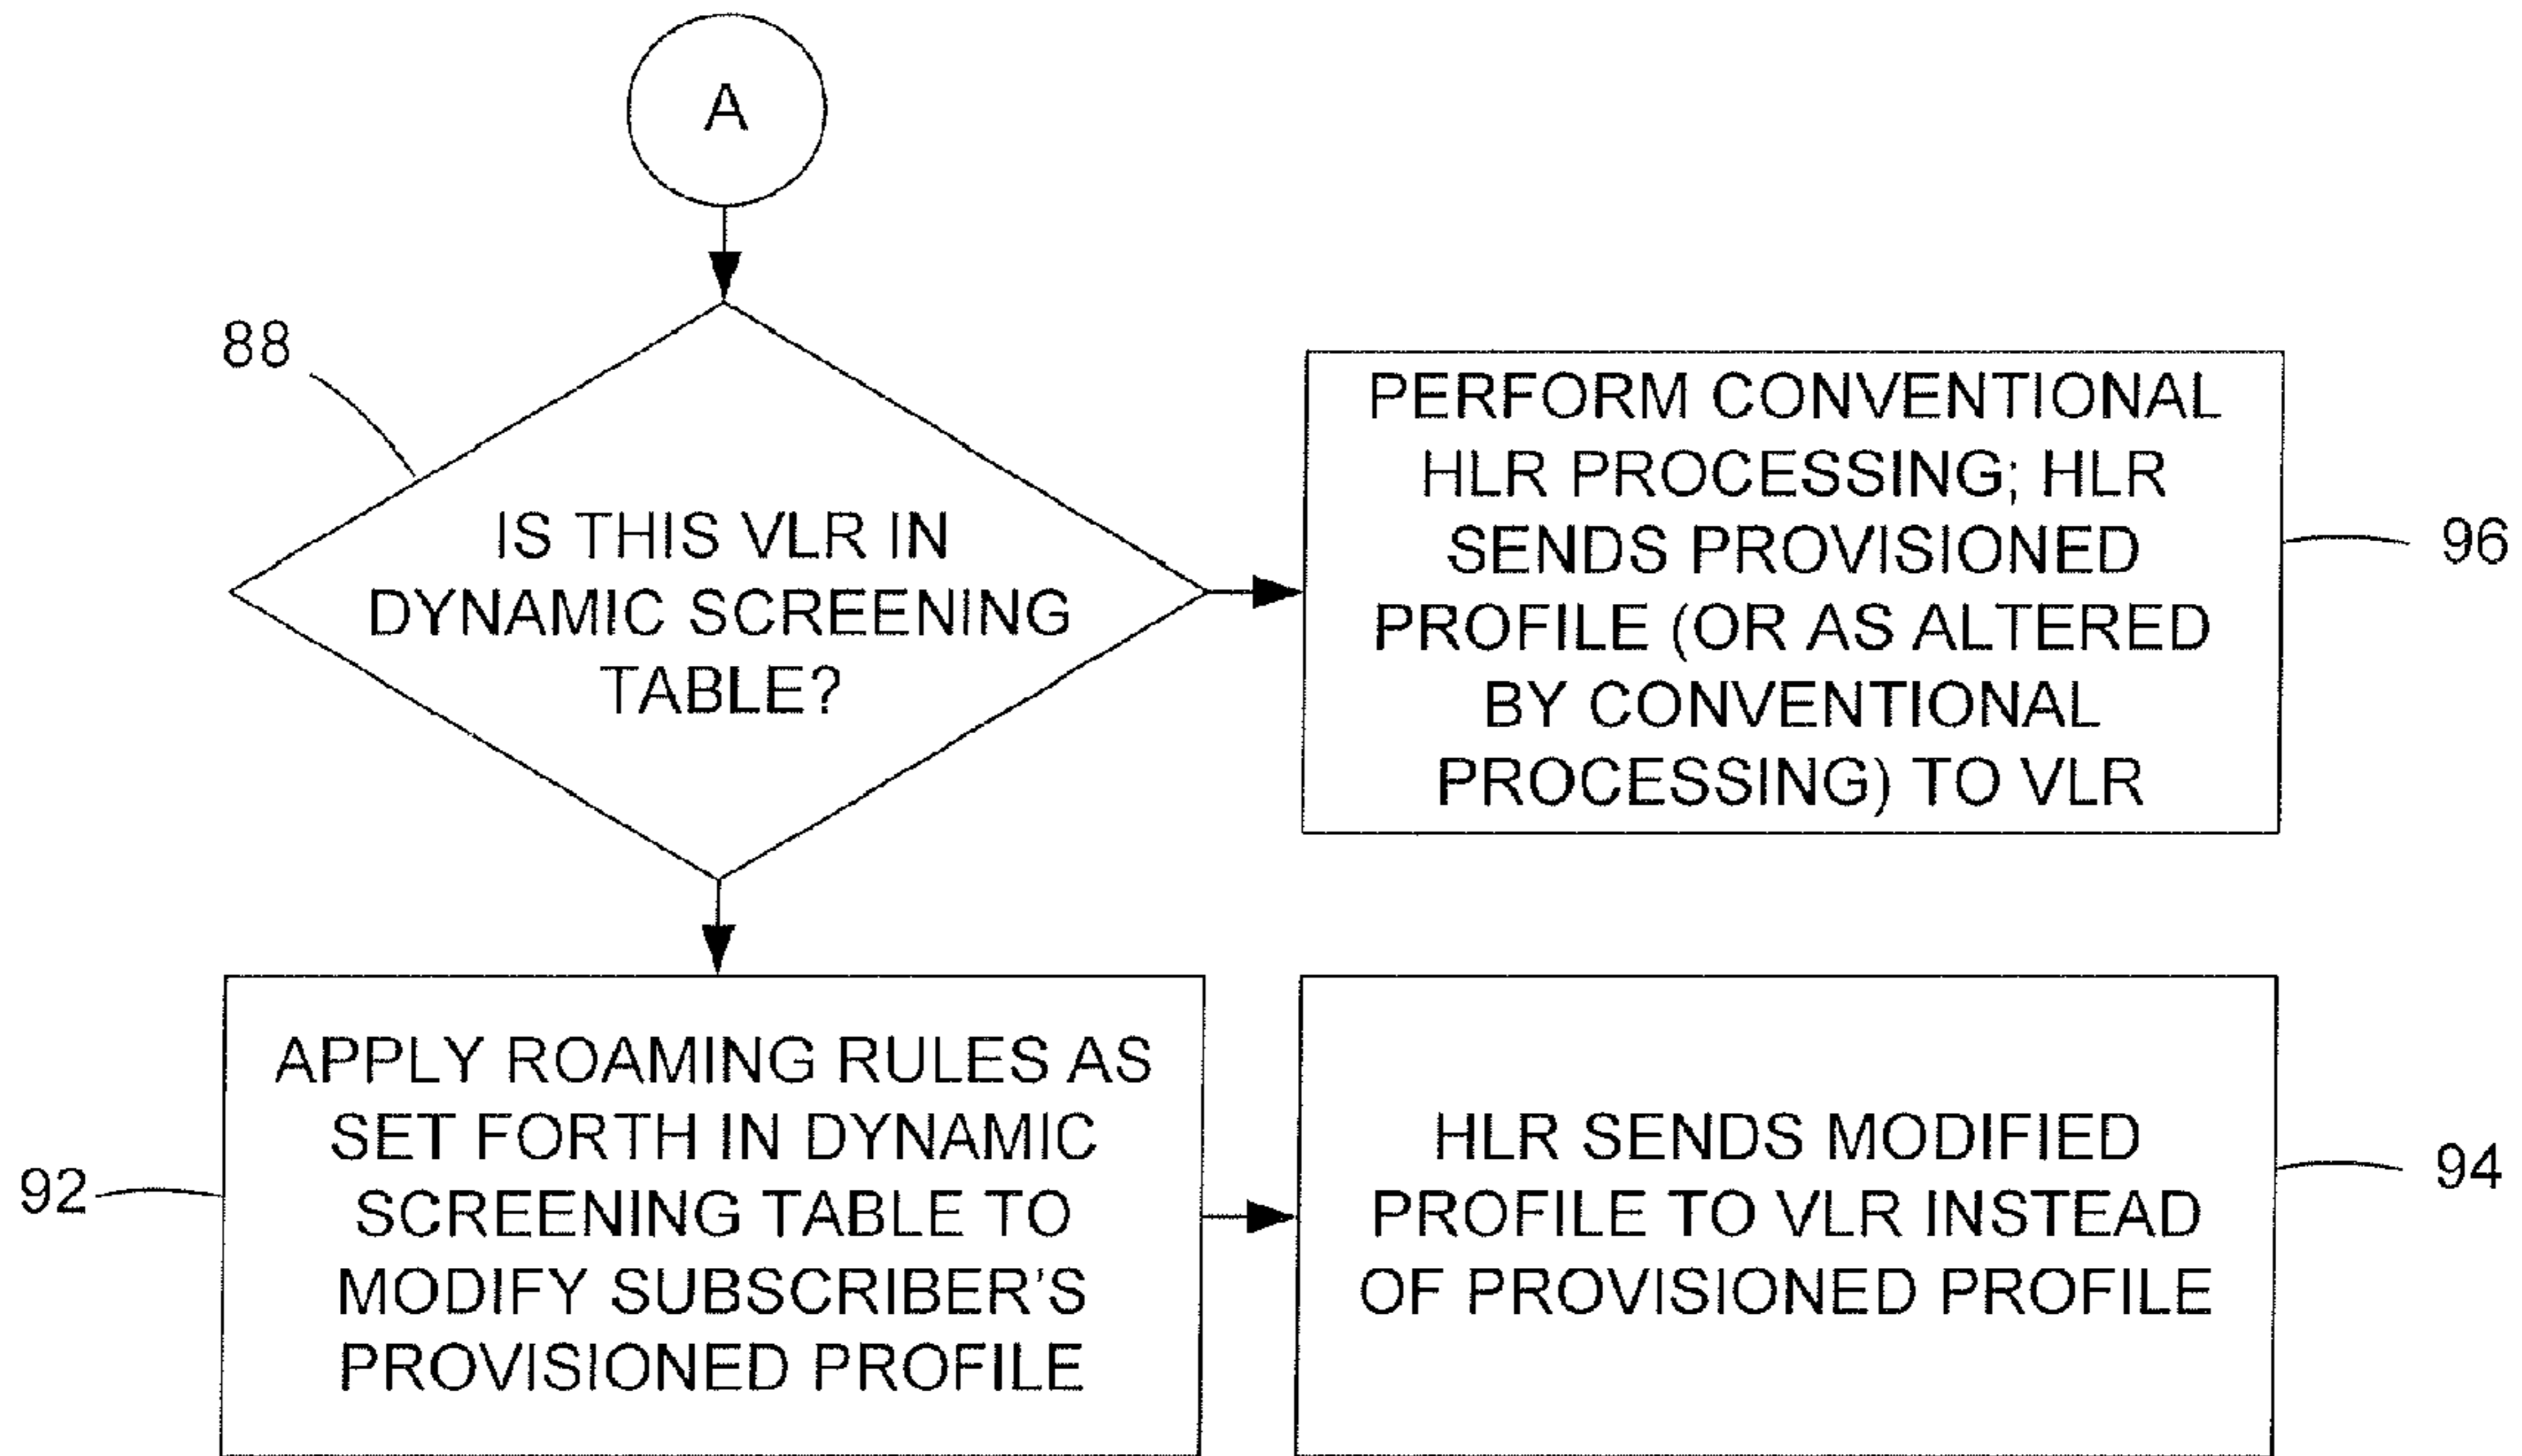 A
88
IS THIS VLR IN
DYNAMIC SCREENING
TABLE?
PERFORM CONVENTIONAL
HLR PROCESSING; HLR
SENDS PROVISIONED
PROFILE (OR AS ALTERED
BY CONVENTIONAL
PROCESSING) TO VLR
96
92
APPLY ROAMING RULES AS
SET FORTH IN DYNAMIC
SCREENING TABLE TO
MODIFY SUBSCRIBER'S
PROVISIONED PROFILE
HLR SENDS MODIFIED
PROFILE TO VLR INSTEAD
OF PROVISIONED PROFILE
94